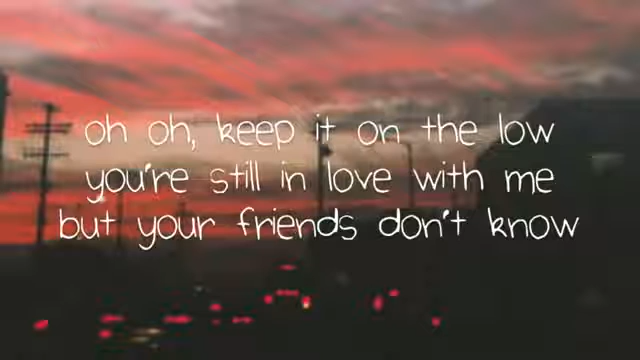 oh oh, keep it on the low
you're still in love with me
but your friends don't know